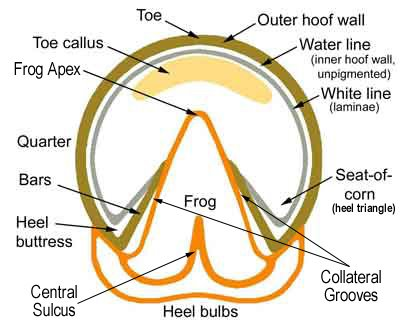 Toe
Outer hoof wall
Toe callus
Water line
(inner hoof wall,
unpigmented)
Frog Apex
White line
(laminae)
Quarter
Bars
Frog
Seat-of-
corn
(heel triangle)
Heel
buttress
Central
Sulcus
Heel bulbs
Collateral
Grooves